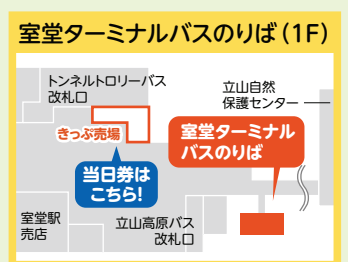 室堂ターミナルバスのりば(1F)
トンネルトロリーバス
改札口
立山自然
保護センター
きっぷ売場
室堂ターミナル
バスのりば
当日券は
こちら!
室堂駅
売店
立山高原バス
改札口